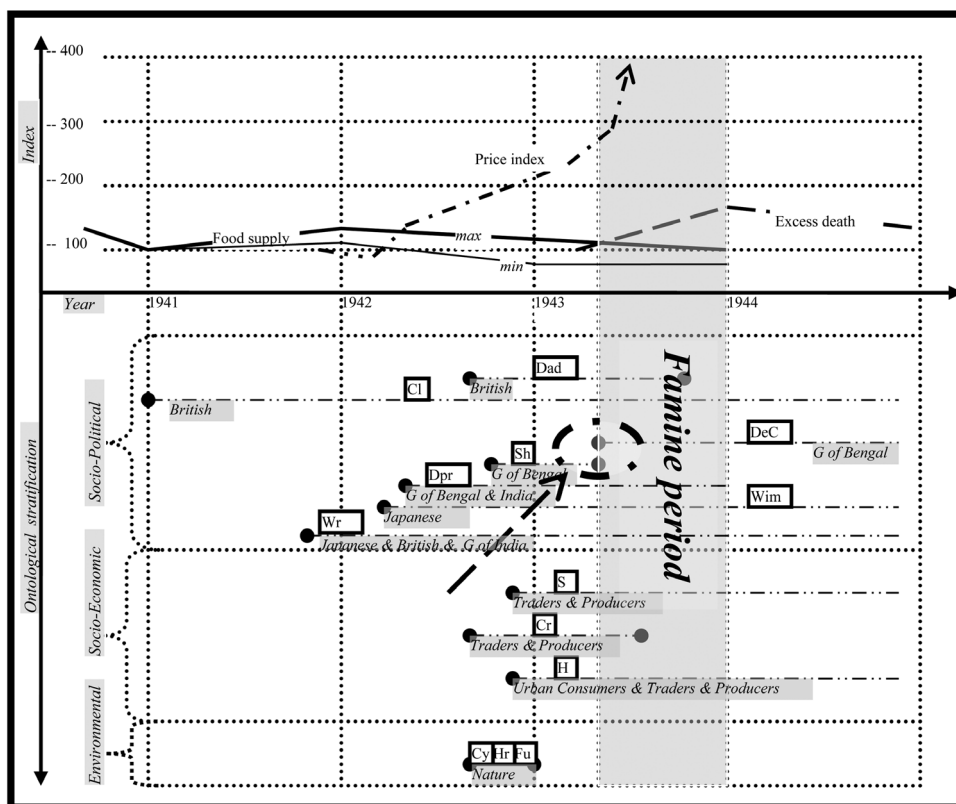 -- 400
-- 300
Index
Price index
-- 200
Excess death
Food supply
max
-- 100
min
Year
1941
1942
1943
1944
Ontological stratification
Socio-Political
Dad
Cl
British
British
Famine period
DeC
Sh
G of Bengal
G of Bengal
Dpr
G of Bengal & India
Wim
Japanese
Wr
Japanese & British & G of India
Socio-Economic
S
Traders & Producers
Cr
Traders & Producers
H
Urban Consumers & Traders & Producers
Environmental
Cy Hr Fu
Nature